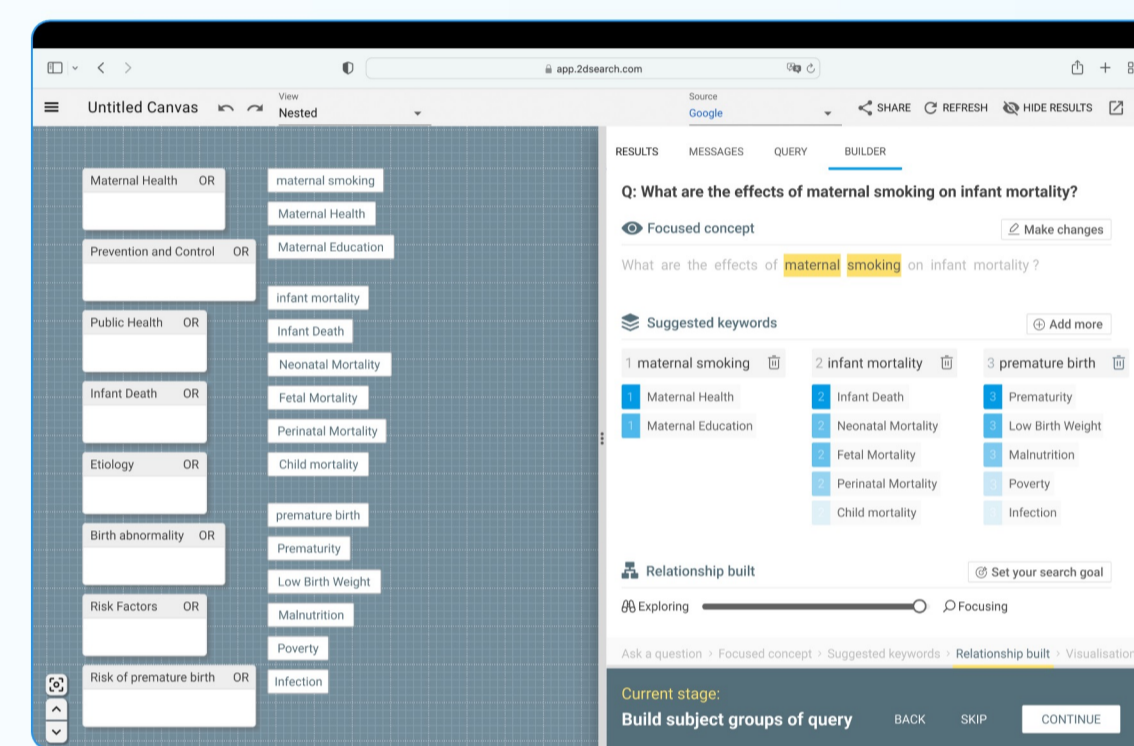 app.2dsearch.com
Untitled Canvas
View
Nested
Source
Google
SHARE
REFRESH
HIDE RESULTS
Maternal Health OR
Prevention and Control OR
Public Health OR
Infant Death OR
Etiology OR
Birth abnormality OR
Risk Factors OR
Risk of premature birth OR
maternal smoking
Maternal Health
Maternal Education
infant mortality
Infant Death
Neonatal Mortality
Fetal Mortality
Perinatal Mortality
Child mortality
premature birth
Prematurity
Low Birth Weight
Malnutrition
Poverty
Infection
RESULTS MESSAGES QUERY BUILDER
Q: What are the effects of maternal smoking on infant mortality?
Focused concept
Make changes
What are the effects of maternal smoking on infant mortality ?
Suggested keywords
Add more
1 maternal smoking
1 Maternal Health
1 Maternal Education
2 infant mortality
2 Infant Death
2 Neonatal Mortality
2 Fetal Mortality
2 Perinatal Mortality
Child mortality
3 premature birth
3 Prematurity
3 Low Birth Weight
3 Malnutrition
3 Poverty
Infection
Relationship built
Set your search goal
Exploring
Focusing
Ask a question › Focused concept › Suggested keywords › Relationship built › Visualisation
Current stage:
Build subject groups of query
BACK
SKIP
CONTINUE